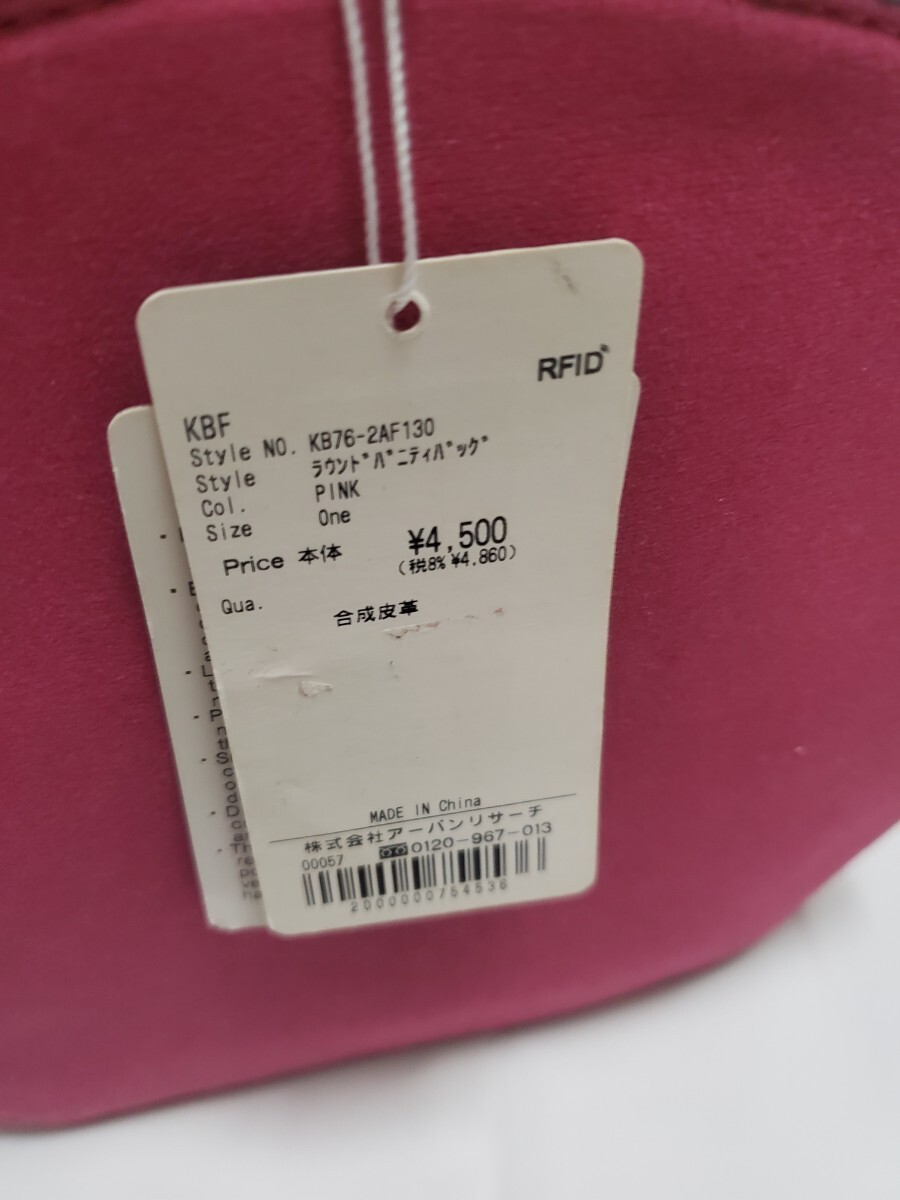 RFID
KBF
Style NO. KB76-2AF130
Style ﾗｳﾝﾄﾞﾊﾞﾆﾃｨﾊﾞｯｸﾞ
Col. PINK
Size One
Price 本体 ¥4,500
(税8% ¥4,860)
Qua. 合成皮革
MADE IN China
株式会社アーバンリサーチ
00057 0120-967-013
2000000754536